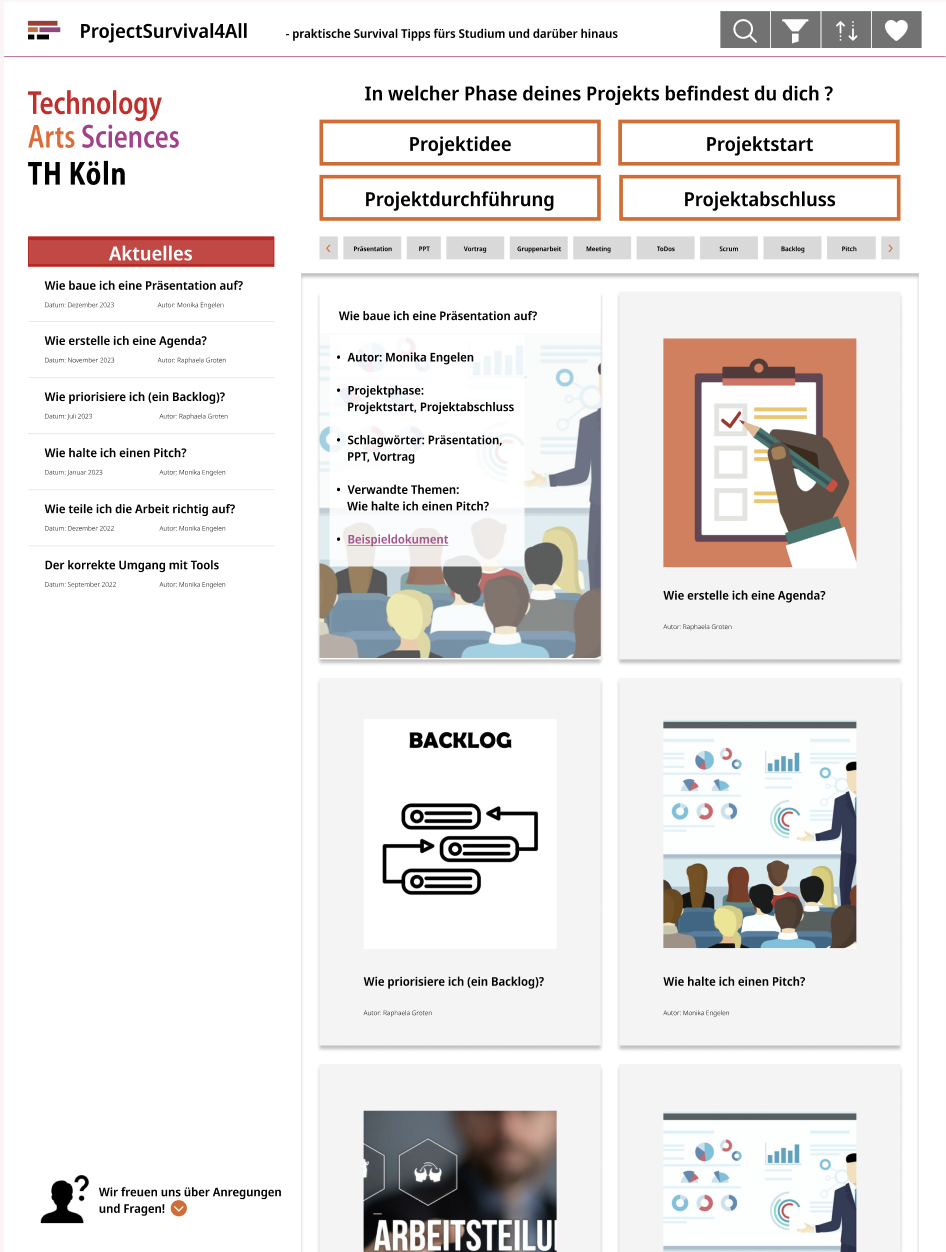 ProjectSurvival4All
- praktische Survival Tipps fürs Studium und darüber hinaus
Technology
Arts Sciences
TH Köln
Aktuelles
Wie baue ich eine Präsentation auf?
Datum: Dezember 2023 Autor: Monika Engelen
Wie erstelle ich eine Agenda?
Datum: November 2023 Autor: Raphaela Groten
Wie priorisiere ich (ein Backlog)?
Datum: Juli 2023 Autor: Raphaela Groten
Wie halte ich einen Pitch?
Datum: Januar 2023 Autor: Monika Engelen
Wie teile ich die Arbeit richtig auf?
Datum: Dezember 2022 Autor: Monika Engelen
Der korrekte Umgang mit Tools
Datum: September 2022 Autor: Monika Engelen
Wir freuen uns über Anregungen
und Fragen!
In welcher Phase deines Projekts befindest du dich ?
Projektidee
Projektstart
Projektdurchführung
Projektabschluss
Präsentation PPT Vortrag Gruppenarbeit Meeting ToDos Scrum Backlog Pitch
Wie baue ich eine Präsentation auf?
• Autor: Monika Engelen
• Projektphase:
Projektstart, Projektabschluss
• Schlagwörter: Präsentation,
PPT, Vortrag
• Verwandte Themen:
Wie halte ich einen Pitch?
• Beispieldokument
Wie erstelle ich eine Agenda?
Autor: Raphaela Groten
BACKLOG
Wie priorisiere ich (ein Backlog)?
Autor: Raphaela Groten
Wie halte ich einen Pitch?
Autor: Monika Engelen
ARBEITSTEILU